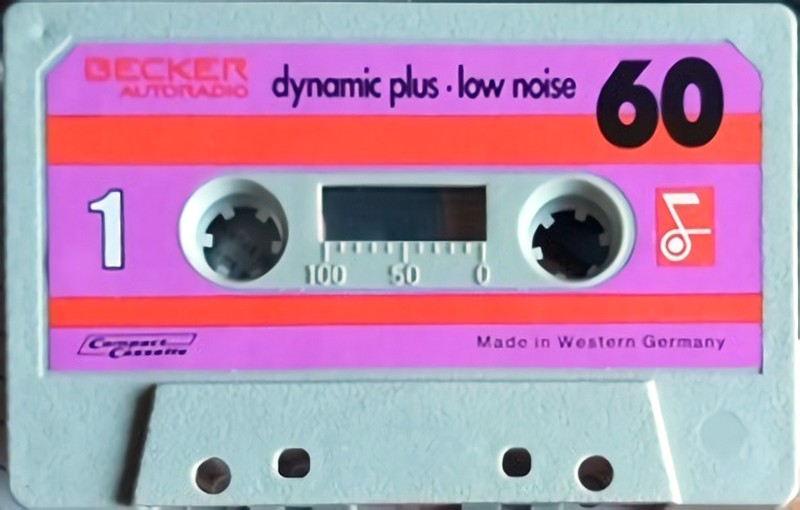 BECKER
AUTORADIO
dynamic plus · low noise
60
1
100 50 0
Compact
Cassette
Made in Western Germany